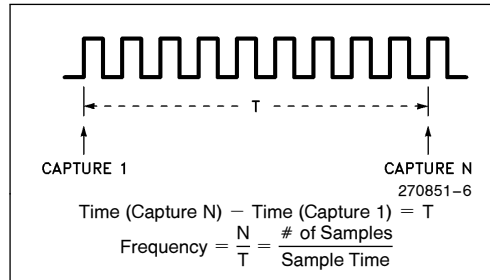 T
CAPTURE 1
CAPTURE N
270851-6
Time (Capture N) − Time (Capture 1) = T
Frequency = N/T = # of Samples/Sample Time